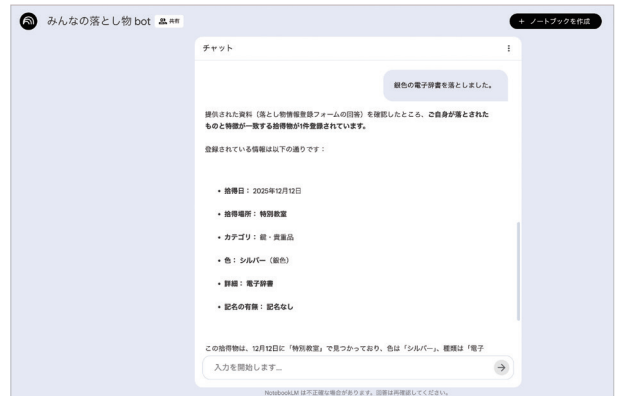 みんなの落とし物 bot 共有
+ ノートブックを作成
チャット
銀色の電子辞書を落としました。
提供された資料(落とし物情報登録フォームの回答)を確認したところ、ご自身が落とされた
ものと特徴が一致する拾得物が1件登録されています。
登録されている情報は以下の通りです:
• 拾得日: 2025年12月12日
• 拾得場所: 特別教室
• カテゴリ: 鍵・貴重品
• 色: シルバー(銀色)
• 詳細: 電子辞書
• 記名の有無: 記名なし
この拾得物は、12月12日に「特別教室」で見つかっており、色は「シルバー」、種類は「電子
入力を開始します...
NotebookLM は不正確な場合があります。回答は再確認してください。